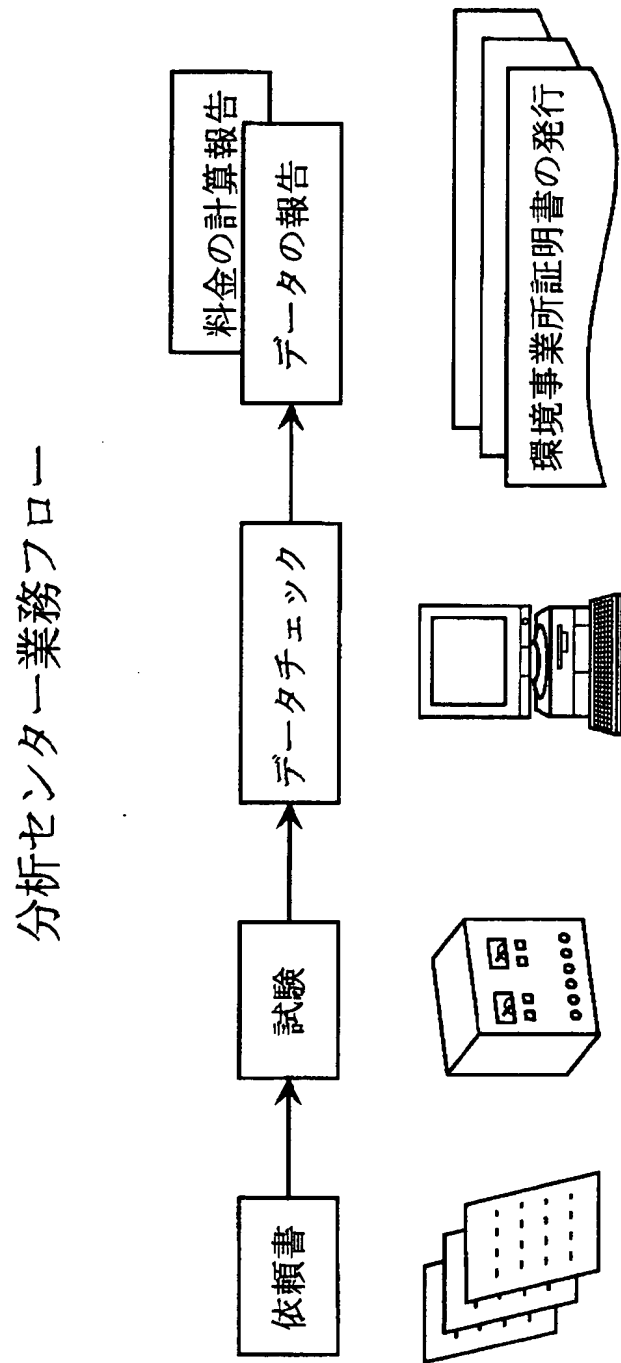 分析センター業務フロー
依頼書
試験
データチェック
料金の計算報告
データの報告
環境事業所証明書の発行